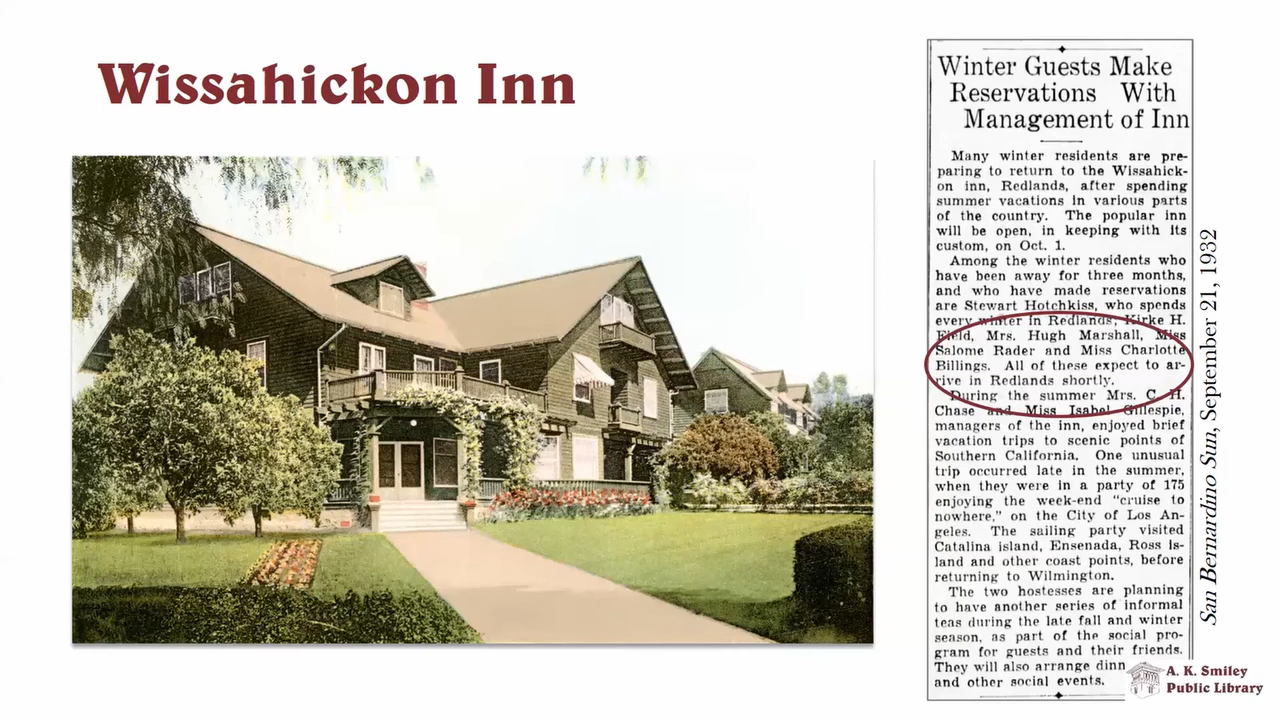 Wissahickon Inn
Winter Guests Make
Reservations With
Management of Inn
Many winter residents are pre-
paring to return to the Wissahick-
on inn, Redlands, after spending
summer vacations in various parts
of the country. The popular inn
will be open, in keeping with its
custom, on Oct. 1.
Among the winter residents who
have been away for three months,
and who have made reservations
are Stewart Hotchkiss, who spends
every winter in Redlands, Kirke H.
Field, Mrs. Hugh Marshall, Miss
Salome Rader and Miss Charlotte
Billings. All of these expect to ar-
rive in Redlands shortly.
During the summer Mrs. C. H.
Chase and Miss Isabel Gillespie,
managers of the inn, enjoyed brief
vacation trips to scenic points of
Southern California. One unusual
trip occurred late in the summer,
when they were in a party of 175
enjoying the week-end "cruise to
nowhere," on the City of Los An-
geles. The sailing party visited
Catalina island, Ensenada, Ross is-
land and other coast points, before
returning to Wilmington.
The two hostesses are planning
to have another series of informal
teas during the late fall and winter
season, as part of the social pro-
gram for guests and their friends.
They will also arrange dinn
and other social events.
San Bernardino Sun, September 21, 1932
A. K. Smiley
Public Library